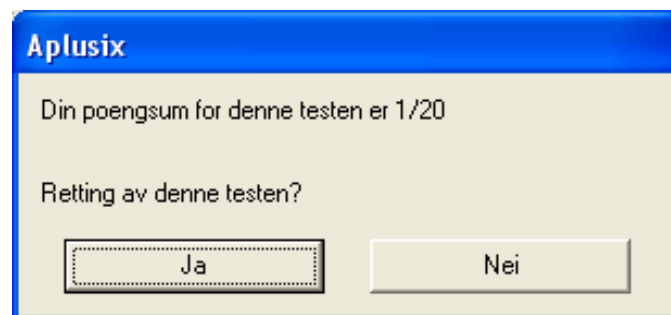 Aplusix
Din poengsum for denne testen er 1/20
Retting av denne testen?
Ja
Nei